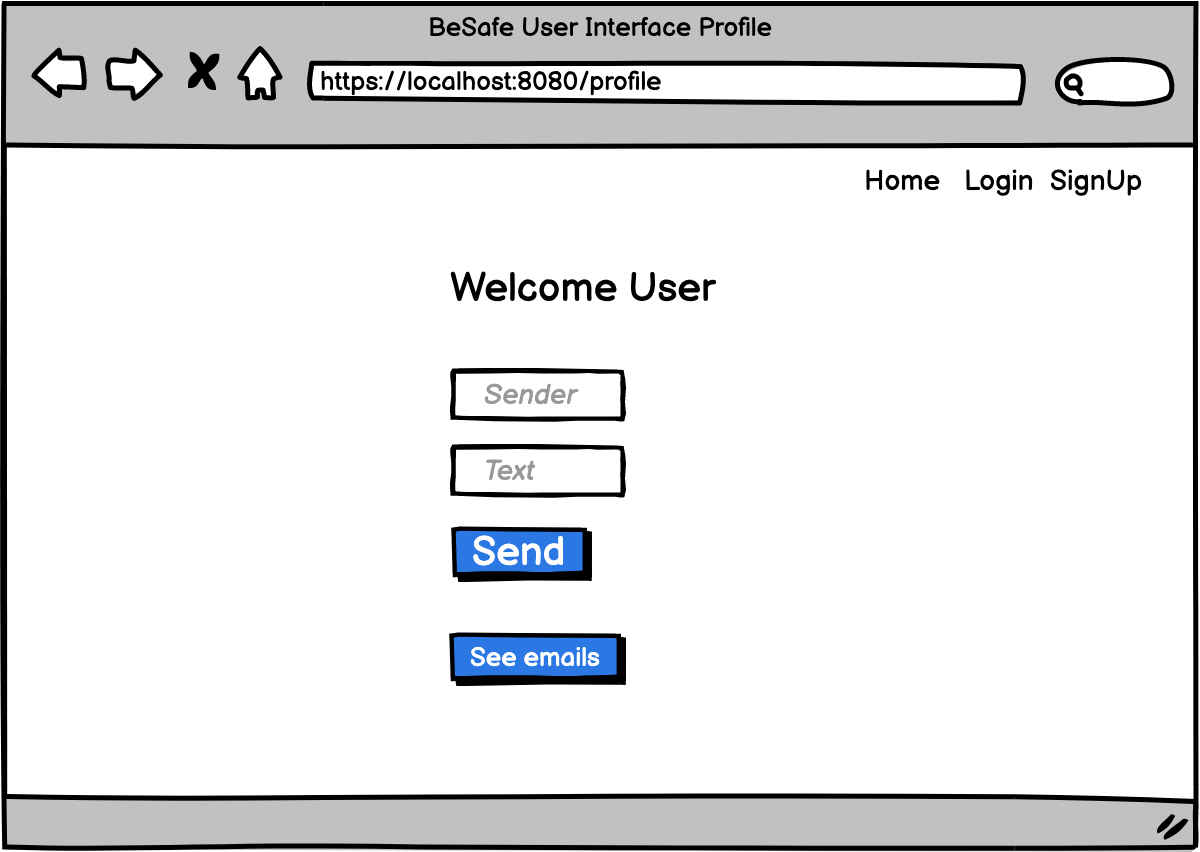 BeSafe User Interface Profile
https://localhost:8080/profile
Home Login SignUp
Welcome User
Sender
Text
Send
See emails